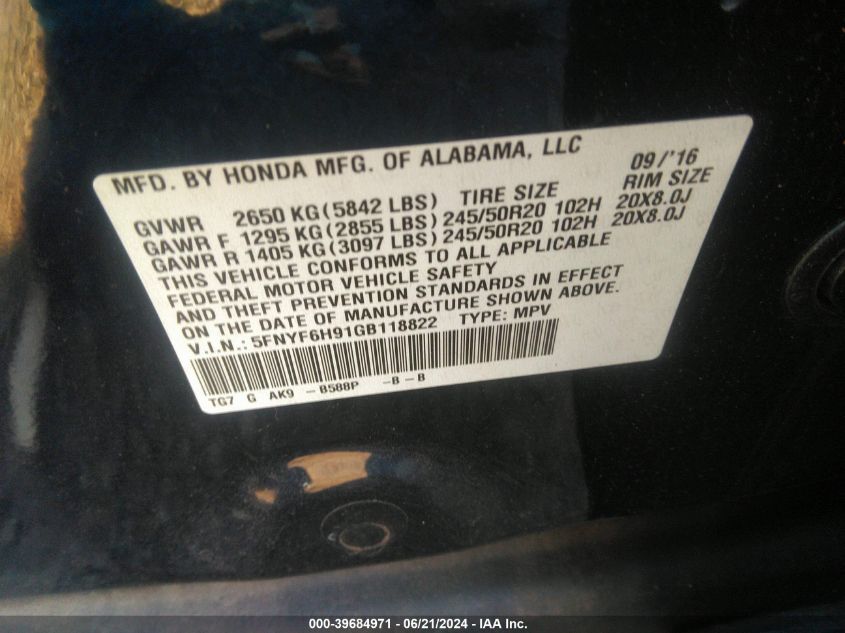 MFD. BY HONDA MFG. OF ALABAMA, LLC 09/'16
GVWR 2650 KG(5842 LBS) TIRE SIZE RIM SIZE
GAWR F 1295 KG(2855 LBS) 245/50R20 102H 20X8.0J
GAWR R 1405 KG(3097 LBS) 245/50R20 102H 20X8.0J
THIS VEHICLE CONFORMS TO ALL APPLICABLE
FEDERAL MOTOR VEHICLE SAFETY
AND THEFT PREVENTION STANDARDS IN EFFECT
ON THE DATE OF MANUFACTURE SHOWN ABOVE.
V.I.N.: 5FNYF6H91GB118822 TYPE: MPV
TG7 G AK9 -B588P -B-B
000-39684971 - 06/21/2024 - IAA Inc.